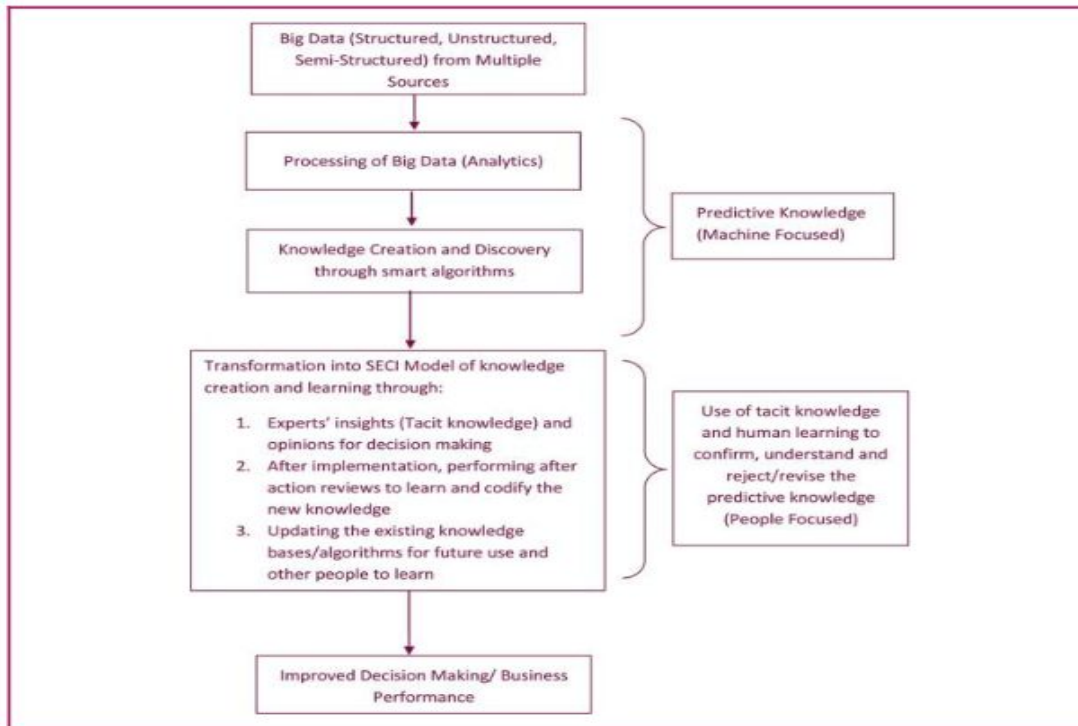 Big Data (Structured, Unstructured,
Semi-Structured) from Multiple
Sources
Processing of Big Data (Analytics)
Knowledge Creation and Discovery
through smart algorithms
Predictive Knowledge
(Machine Focused)
Transformation into SECI Model of knowledge
creation and learning through:
1. Experts' insights (Tacit knowledge) and
opinions for decision making
2. After implementation, performing after
action reviews to learn and codify the
new knowledge
3. Updating the existing knowledge
bases/algorithms for future use and
other people to learn
Use of tacit knowledge
and human learning to
confirm, understand and
reject/revise the
predictive knowledge
(People Focused)
Improved Decision Making/ Business
Performance